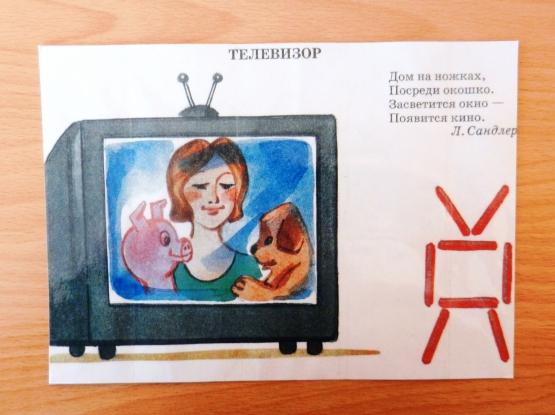 ТЕЛЕВИЗОР
Дом на ножках,
Посреди окошко.
Засветится окно —
Появится кино.
Л. Сандлер